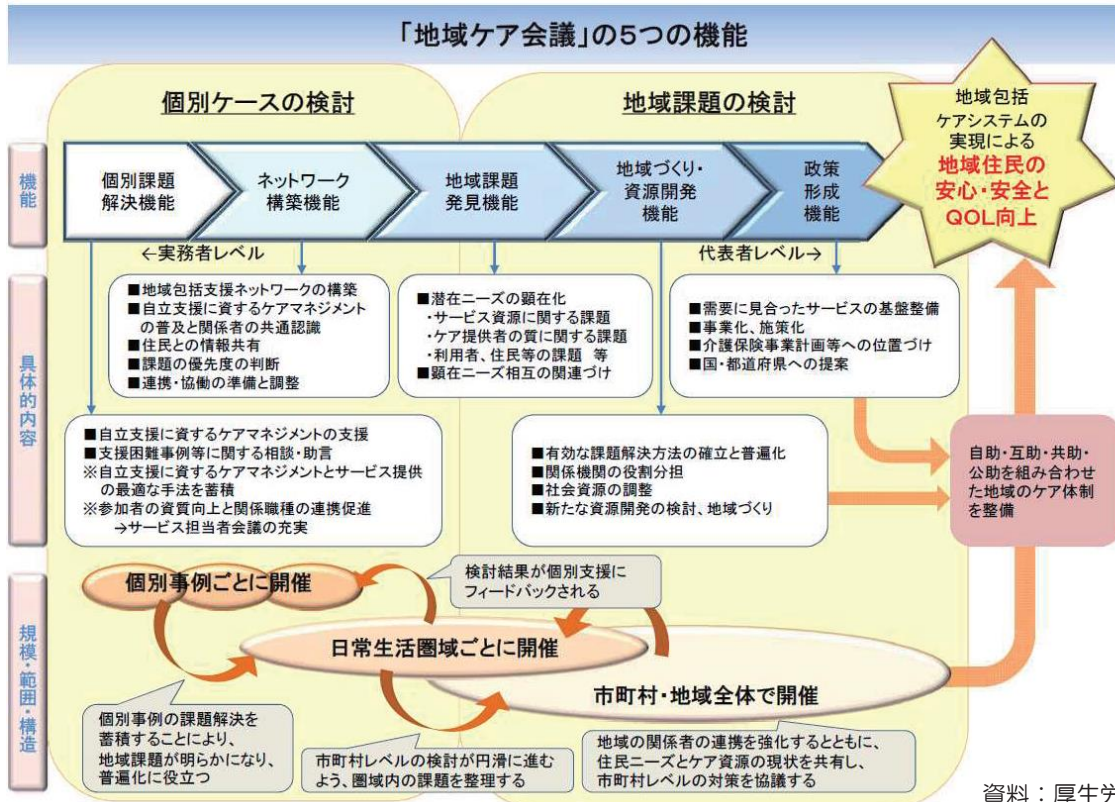 「地域ケア会議」の5つの機能
個別ケースの検討
地域課題の検討
地域包括
ケアシステムの
実現による
地域住民の
安心・安全と
QOL向上
機能
個別課題
解決機能
ネットワーク
構築機能
地域課題
発見機能
地域づくり・
資源開発
機能
政策
形成
機能
←実務者レベル
代表者レベル→
具体的内容
■地域包括支援ネットワークの構築
■自立支援に資するケアマネジメント
の普及と関係者の共通認識
■住民との情報共有
■課題の優先度の判断
■連携・協働の準備と調整
■潜在ニーズの顕在化
・サービス資源に関する課題
・ケア提供者の質に関する課題
・利用者、住民等の課題 等
■顕在ニーズ相互の関連づけ
■需要に見合ったサービスの基盤整備
■事業化、施策化
■介護保険事業計画等への位置づけ
■国・都道府県への提案
■自立支援に資するケアマネジメントの支援
■支援困難事例等に関する相談・助言
※自立支援に資するケアマネジメントとサービス提供
の最適な手法を蓄積
※参加者の資質向上と関係職種の連携促進
→サービス担当者会議の充実
■有効な課題解決方法の確立と普遍化
■関係機関の役割分担
■社会資源の調整
■新たな資源開発の検討、地域づくり
自助・互助・共助・
公助を組み合わせ
た地域のケア体制
を整備
規模・範囲・構造
個別事例ごとに開催
検討結果が個別支援に
フィードバックされる
日常生活圏域ごとに開催
市町村・地域全体で開催
個別事例の課題解決を
蓄積することにより、
地域課題が明らかになり、
普遍化に役立つ
市町村レベルの検討が円滑に進む
よう、圏域内の課題を整理する
地域の関係者の連携を強化するとともに、
住民ニーズとケア資源の現状を共有し、
市町村レベルの対策を協議する
資料：厚生労